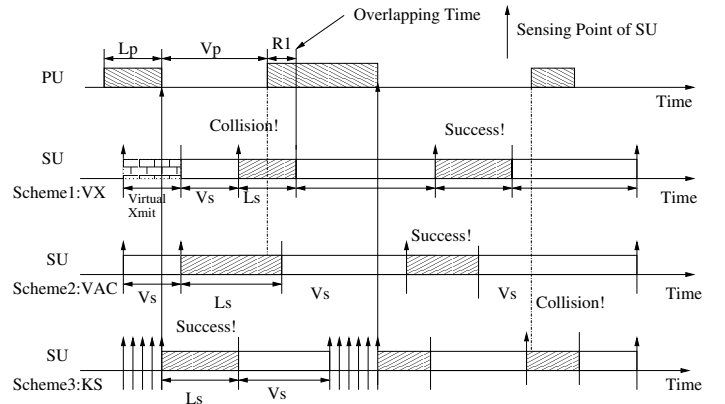 Overlapping Time
Sensing Point of SU
Lp
Vp
R1
PU
Time
Collision!
Success!
SU
Scheme1:VX
Virtual
Xmit
Vs
Ls
Time
Success!
SU
Scheme2:VAC
Vs
Ls
Vs
Vs
Time
Success!
Collision!
SU
Scheme3:KS
Ls
Vs
Time